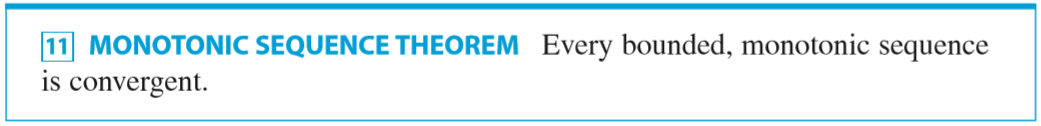 11 MONOTONIC SEQUENCE THEOREM Every bounded, monotonic sequence
is convergent.